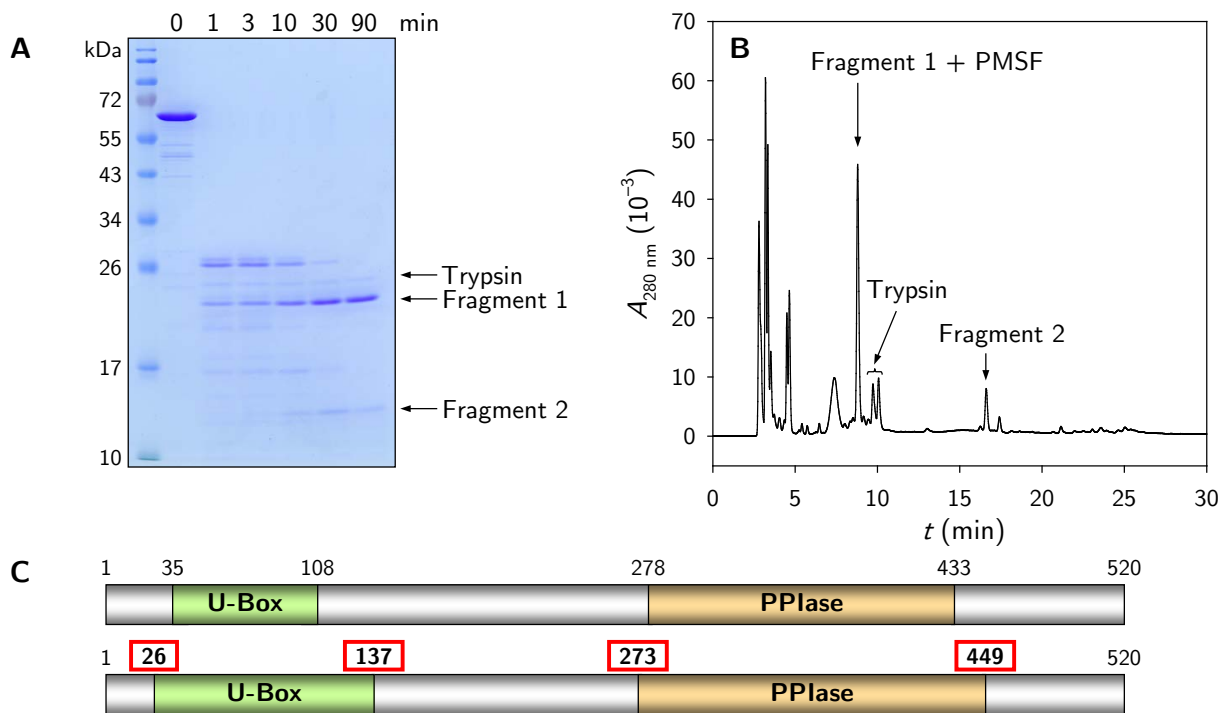 A
0 1 3 10 30 90 min
kDa
72
55
43
34
26
17
10
Trypsin
Fragment 1
Fragment 2
B
70
60
50
40
30
20
10
0
A280 nm (10−3)
Fragment 1 + PMSF
Trypsin
Fragment 2
0 5 10 15 20 25 30
t (min)
C
1 35 108 278 433 520
U-Box PPIase
1 26 137 273 449 520
U-Box PPIase